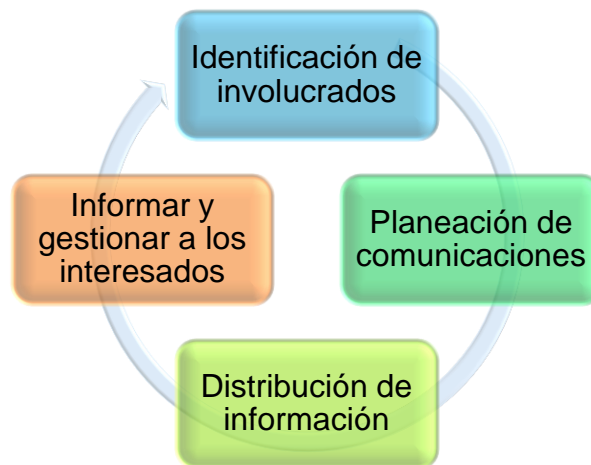 Identificación de
involucrados
Planeación de
comunicaciones
Distribución de
información
Informar y
gestionar a los
interesados